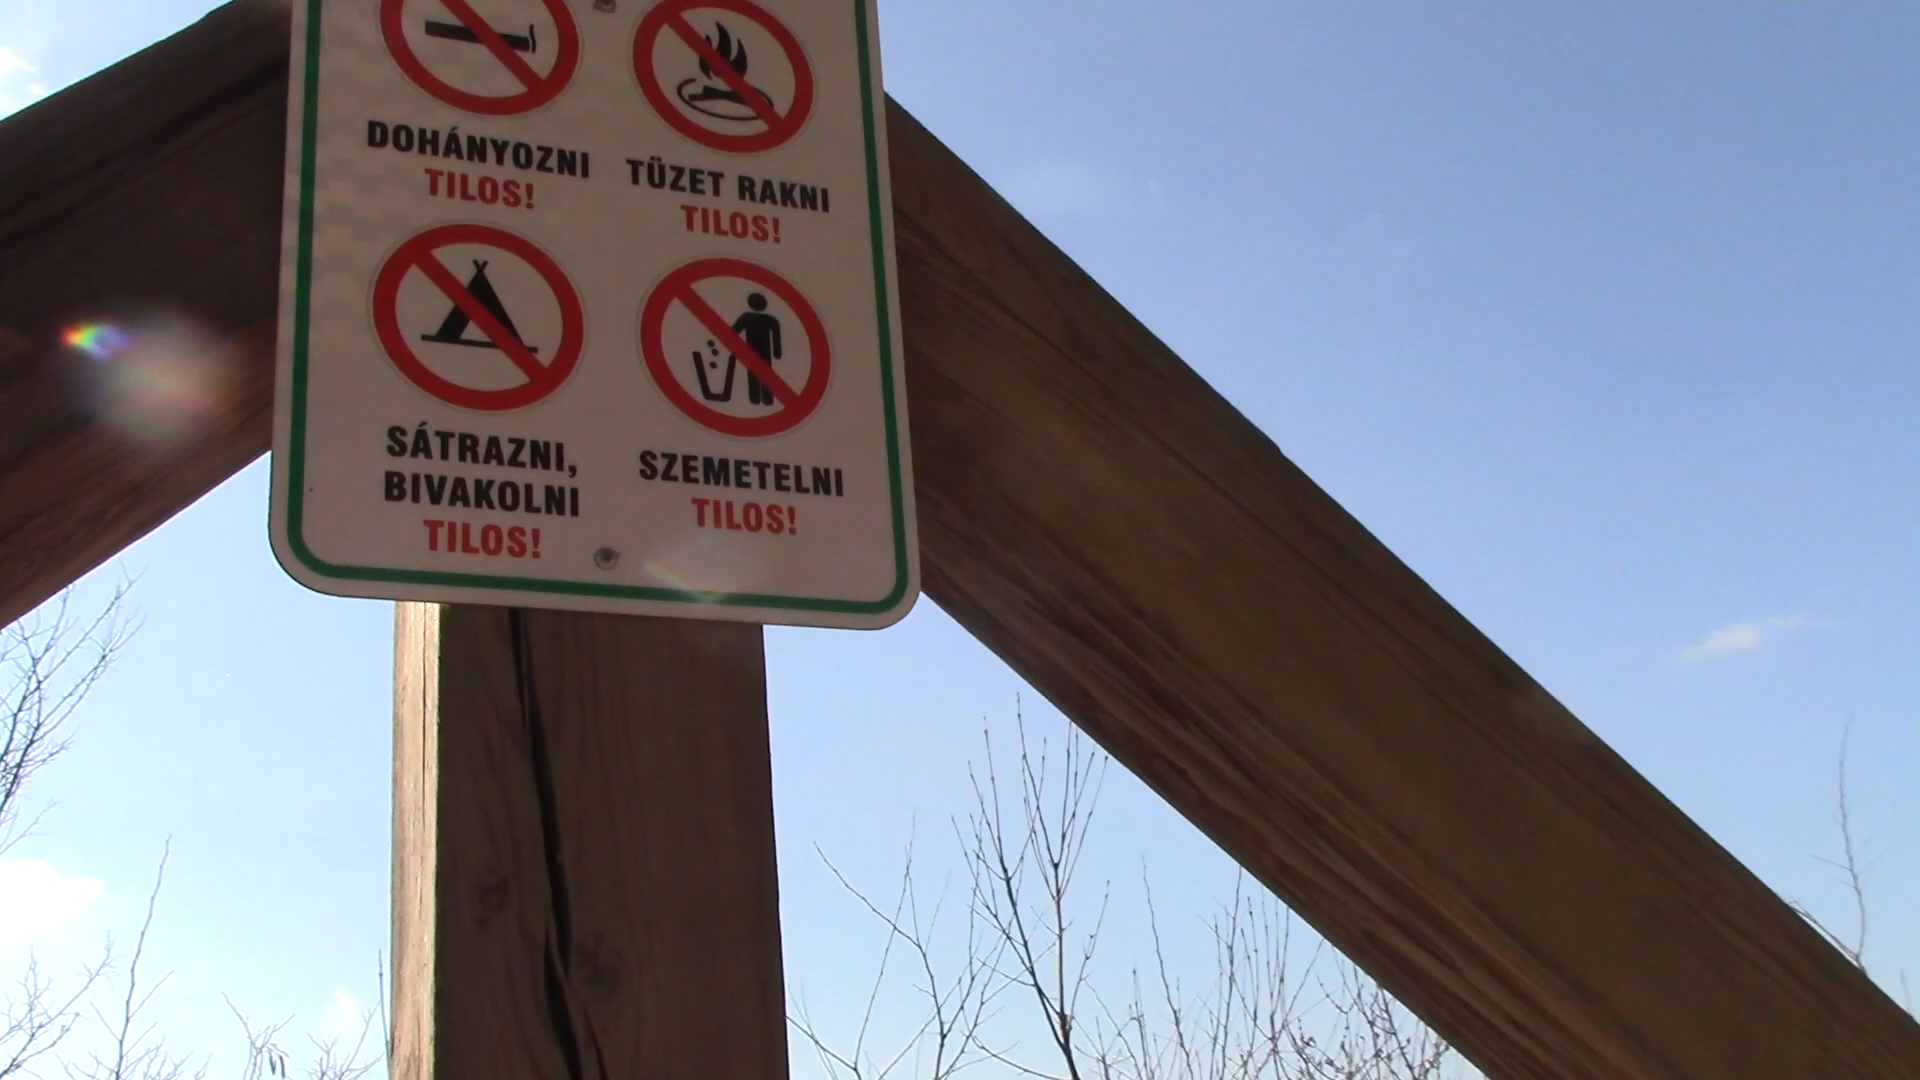 DOHÁNYOZNI
TILOS!
TÜZET RAKNI
TILOS!
SÁTRAZNI,
BIVAKOLNI
TILOS!
SZEMETELNI
TILOS!